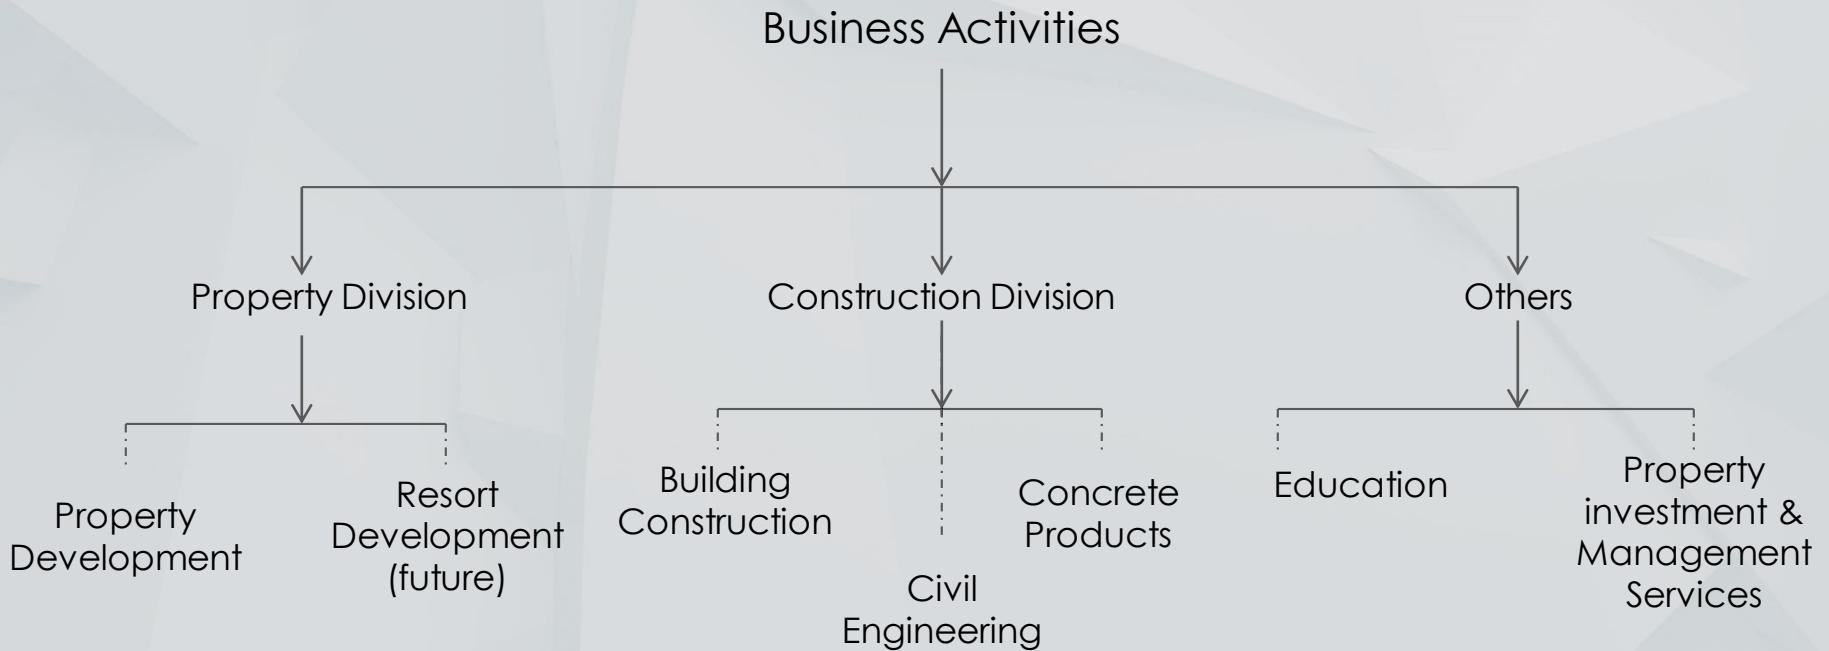 Business Activities
Property Division
Construction Division
Others
Property
Development
Resort
Development
(future)
Building
Construction
Civil
Engineering
Concrete
Products
Education
Property
investment &
Management
Services